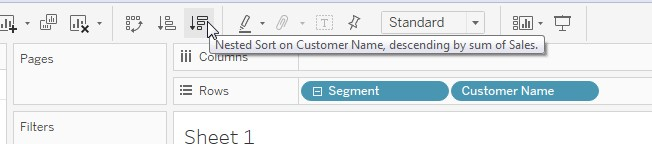 Standard
Nested Sort on Customer Name, descending by sum of Sales.
Pages
Columns
Rows
Segment
Customer Name
Filters
Sheet 1